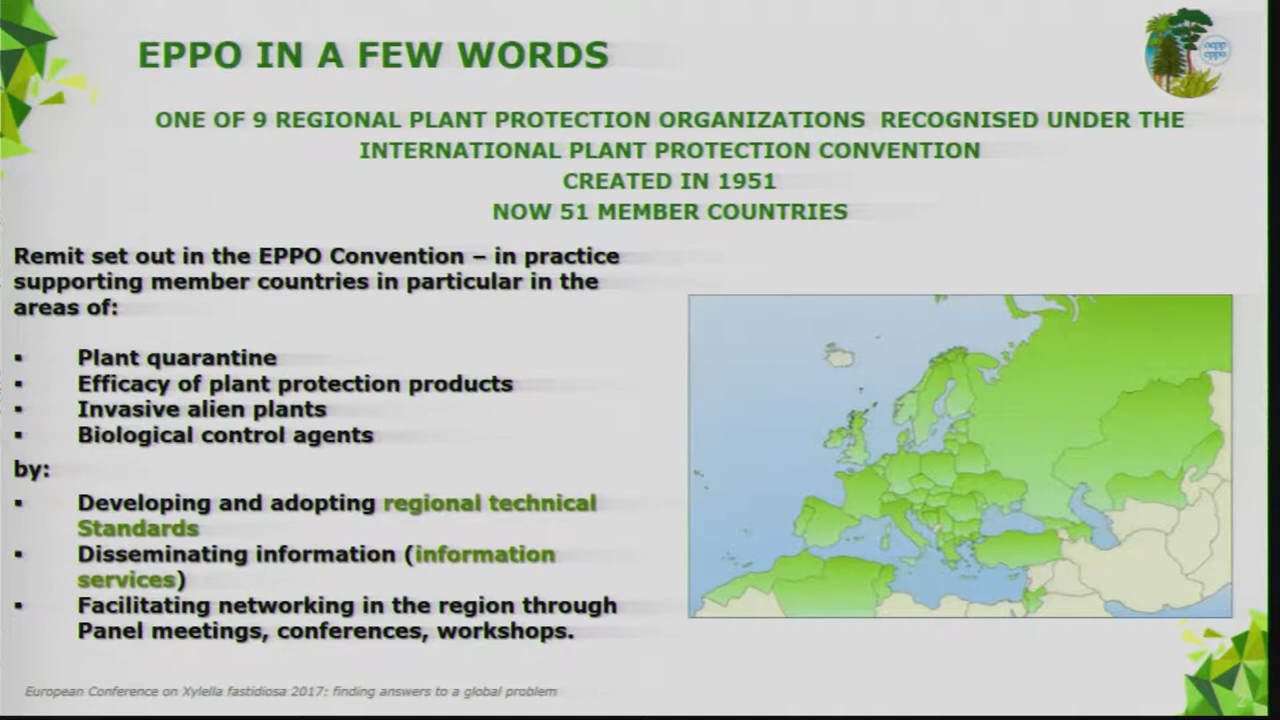 EPPO IN A FEW WORDS
oepp
eppo
ONE OF 9 REGIONAL PLANT PROTECTION ORGANIZATIONS RECOGNISED UNDER THE
INTERNATIONAL PLANT PROTECTION CONVENTION
CREATED IN 1951
NOW 51 MEMBER COUNTRIES
Remit set out in the EPPO Convention – in practice
supporting member countries in particular in the
areas of:
▪ Plant quarantine
▪ Efficacy of plant protection products
▪ Invasive alien plants
▪ Biological control agents
by:
▪ Developing and adopting regional technical
Standards
▪ Disseminating information (information
services)
▪ Facilitating networking in the region through
Panel meetings, conferences, workshops.
European Conference on Xylella fastidiosa 2017: finding answers to a global problem
2